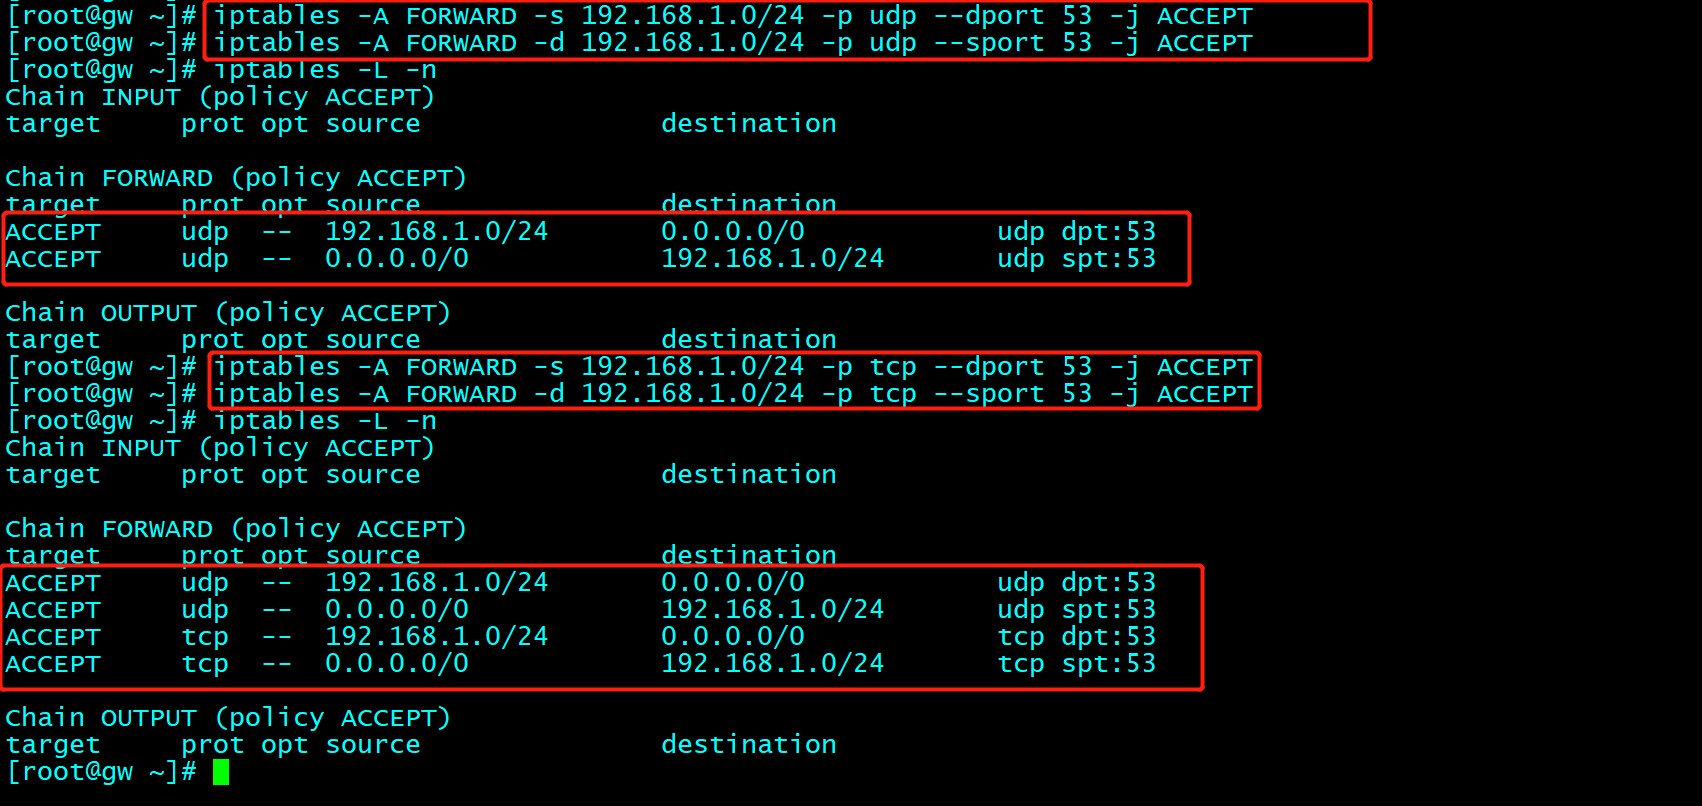 [root@gw ~]# iptables -A FORWARD -s 192.168.1.0/24 -p udp --dport 53 -j ACCEPT
[root@gw ~]# iptables -A FORWARD -d 192.168.1.0/24 -p udp --sport 53 -j ACCEPT
[root@gw ~]# iptables -L -n
Chain INPUT (policy ACCEPT)
target     prot opt source               destination
Chain FORWARD (policy ACCEPT)
target     prot opt source               destination
ACCEPT     udp  --  192.168.1.0/24       0.0.0.0/0            udp dpt:53
ACCEPT     udp  --  0.0.0.0/0            192.168.1.0/24       udp spt:53
Chain OUTPUT (policy ACCEPT)
target     prot opt source               destination
[root@gw ~]# iptables -A FORWARD -s 192.168.1.0/24 -p tcp --dport 53 -j ACCEPT
[root@gw ~]# iptables -A FORWARD -d 192.168.1.0/24 -p tcp --sport 53 -j ACCEPT
[root@gw ~]# iptables -L -n
Chain INPUT (policy ACCEPT)
target     prot opt source               destination
Chain FORWARD (policy ACCEPT)
target     prot opt source               destination
ACCEPT     udp  --  192.168.1.0/24       0.0.0.0/0            udp dpt:53
ACCEPT     udp  --  0.0.0.0/0            192.168.1.0/24       udp spt:53
ACCEPT     tcp  --  192.168.1.0/24       0.0.0.0/0            tcp dpt:53
ACCEPT     tcp  --  0.0.0.0/0            192.168.1.0/24       tcp spt:53
Chain OUTPUT (policy ACCEPT)
target     prot opt source               destination
[root@gw ~]#